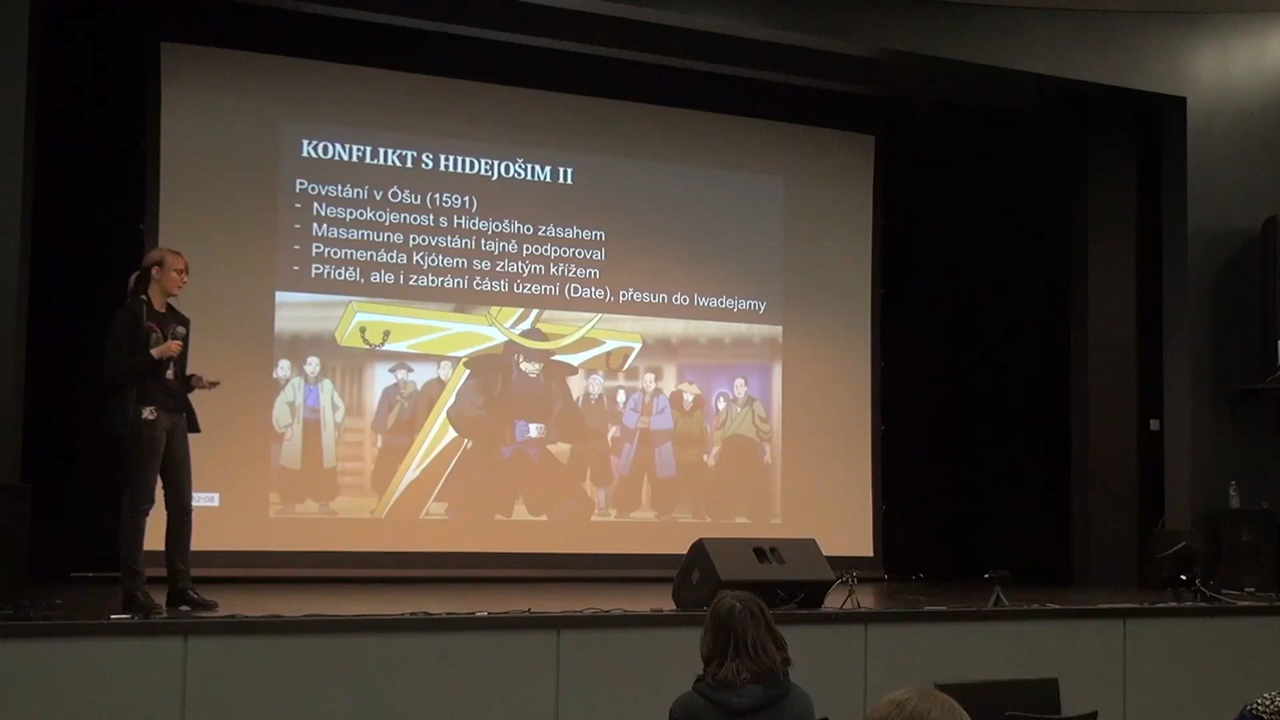 KONFLIKT S HIDEJOŠIM II
Povstání v Óšu (1591)
- Nespokojenost s Hidejošiho zásahem
- Masamune povstání tajně podporoval
- Promenáda Kjótem se zlatým křížem
- Příděl, ale i zabrání části území (Date), přesun do Iwadejamy